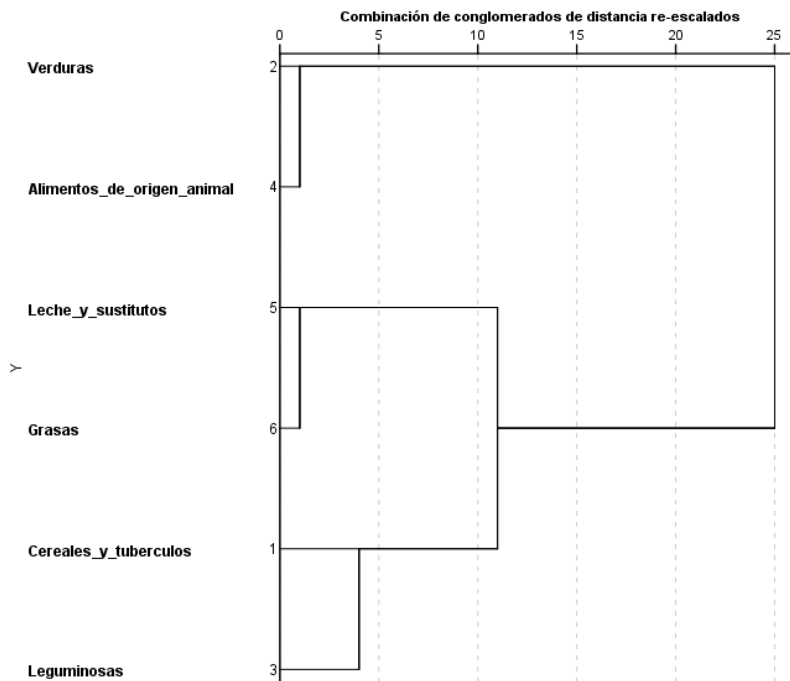 Combinación de conglomerados de distancia re-escalados
0 5 10 15 20 25
Verduras 2
Alimentos_de_origen_animal 4
Leche_y_sustitutos 5
Y
Grasas 6
Cereales_y_tuberculos 1
Leguminosas 3